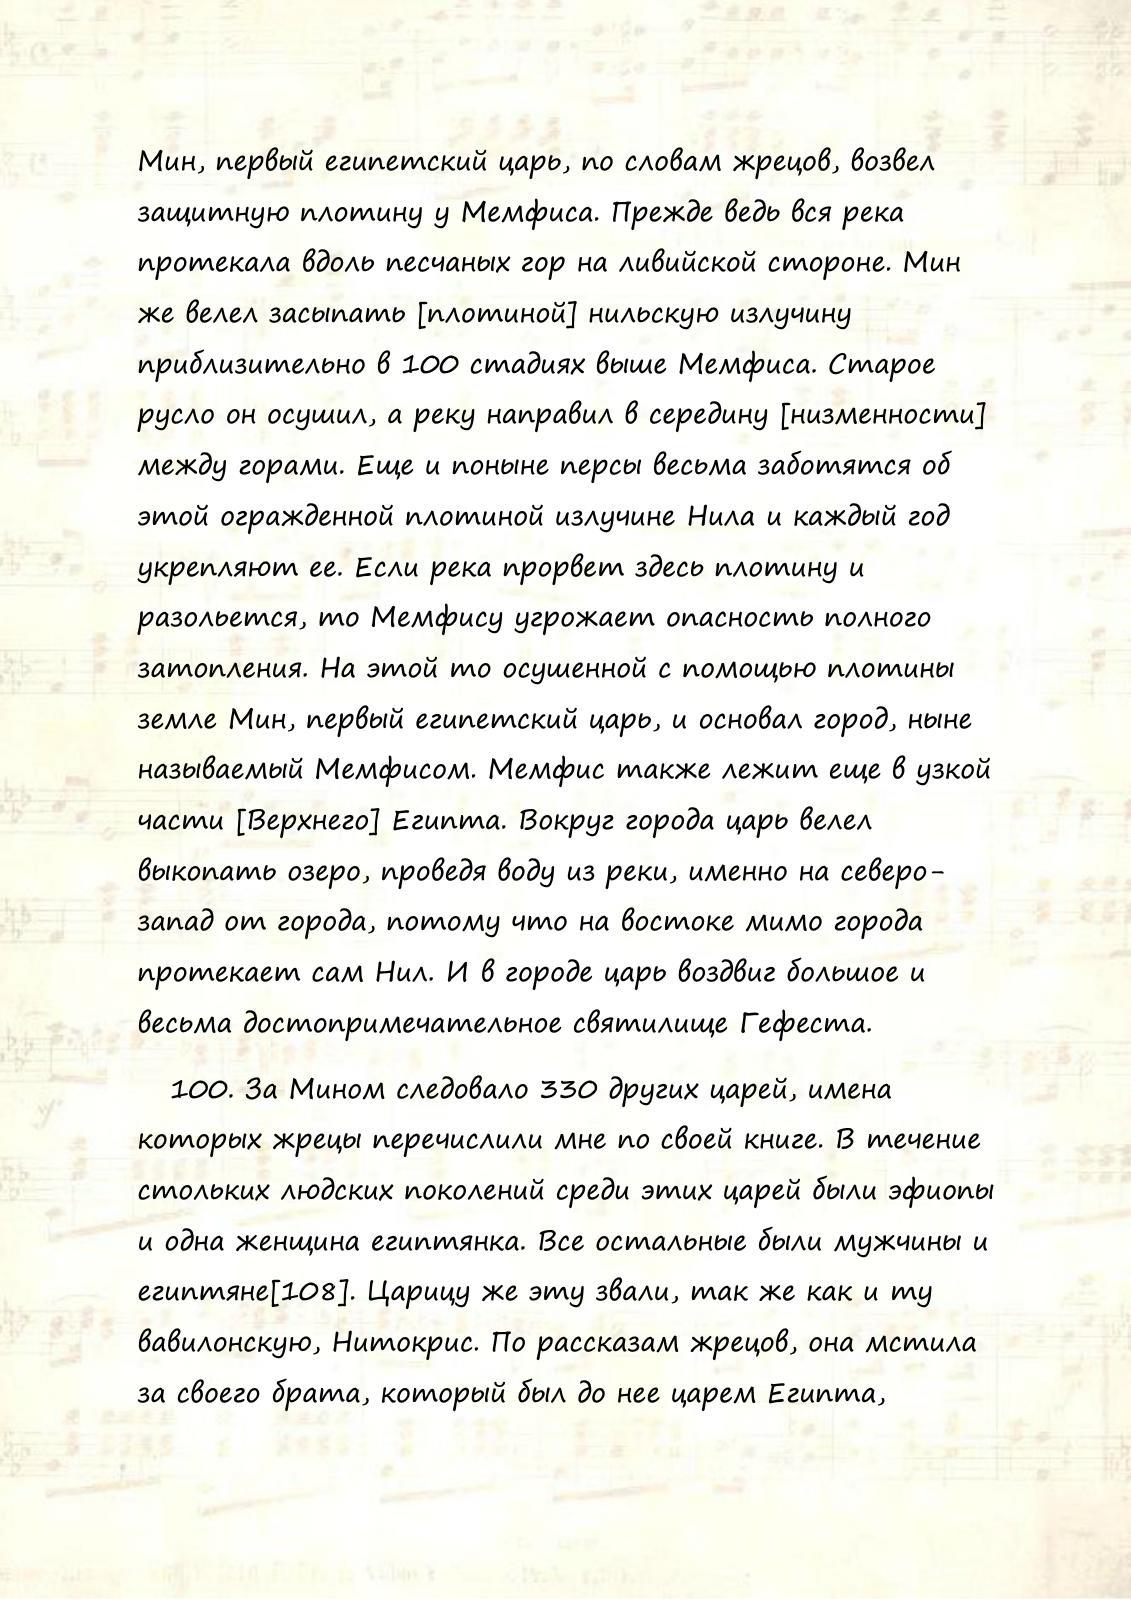 Мин, первый египетский царь, по словам жрецов, возвел
защитную плотину у Мемфиса. Прежде ведь вся река
протекала вдоль песчаных гор на ливийской стороне. Мин
же велел засыпать [плотиной] нильскую излучину
приблизительно в 100 стадиях выше Мемфиса. Старое
русло он осушил, а реку направил в середину [низменности]
между горами. Еще и поныне персы весьма заботятся об
этой огражденной плотиной излучине Нила и каждый год
укрепляют ее. Если река прорвет здесь плотину и
разольется, то Мемфису угрожает опасность полного
затопления. На этой то осушенной с помощью плотины
земле Мин, первый египетский царь, и основал город, ныне
называемый Мемфисом. Мемфис также лежит еще в узкой
части [Верхнего] Египта. Вокруг города царь велел
выкопать озеро, проведя воду из реки, именно на северо-
запад от города, потому что на востоке мимо города
протекает сам Нил. И в городе царь воздвиг большое и
весьма достопримечательное святилище Гефеста.
100. За Мином следовало 330 других царей, имена
которых жрецы перечислили мне по своей книге. В течение
стольких людских поколений среди этих царей были эфиопы
и одна женщина египтянка. Все остальные были мужчины и
египтяне[108]. Царицу же эту звали, так же как и ту
вавилонскую, Нитокрис. По рассказам жрецов, она мстила
за своего брата, который был до нее царем Египта,